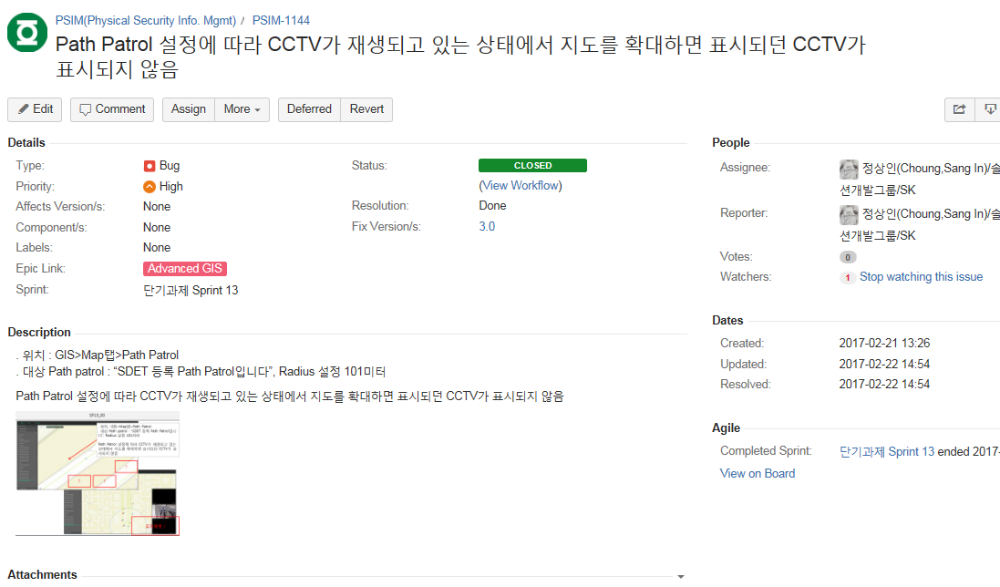 PSIM(Physical Security Info. Mgmt) / PSIM-1144
Path Patrol 설정에 따라 CCTV가 재생되고 있는 상태에서 지도를 확대하면 표시되던 CCTV가
표시되지 않음
Edit Comment Assign More Deferred Revert
Details
Type: Bug
Priority: High
Affects Version/s: None
Component/s: None
Labels: None
Epic Link: Advanced GIS
Sprint: 단기과제 Sprint 13
Status: CLOSED
(View Workflow)
Resolution: Done
Fix Version/s: 3.0
Description
. 위치 : GIS>Map탭>Path Patrol
. 대상 Path patrol : “SDET 등록 Path Patrol입니다”, Radius 설정 101미터
Path Patrol 설정에 따라 CCTV가 재생되고 있는 상태에서 지도를 확대하면 표시되던 CCTV가 표시되지 않음
Attachments
People
Assignee: 정상인(Choung,Sang In)/솔
션개발그룹/SK
Reporter: 정상인(Choung,Sang In)/솔
션개발그룹/SK
Votes: 0
Watchers: 1 Stop watching this issue
Dates
Created: 2017-02-21 13:26
Updated: 2017-02-22 14:54
Resolved: 2017-02-22 14:54
Agile
Completed Sprint: 단기과제 Sprint 13 ended 2017-
View on Board